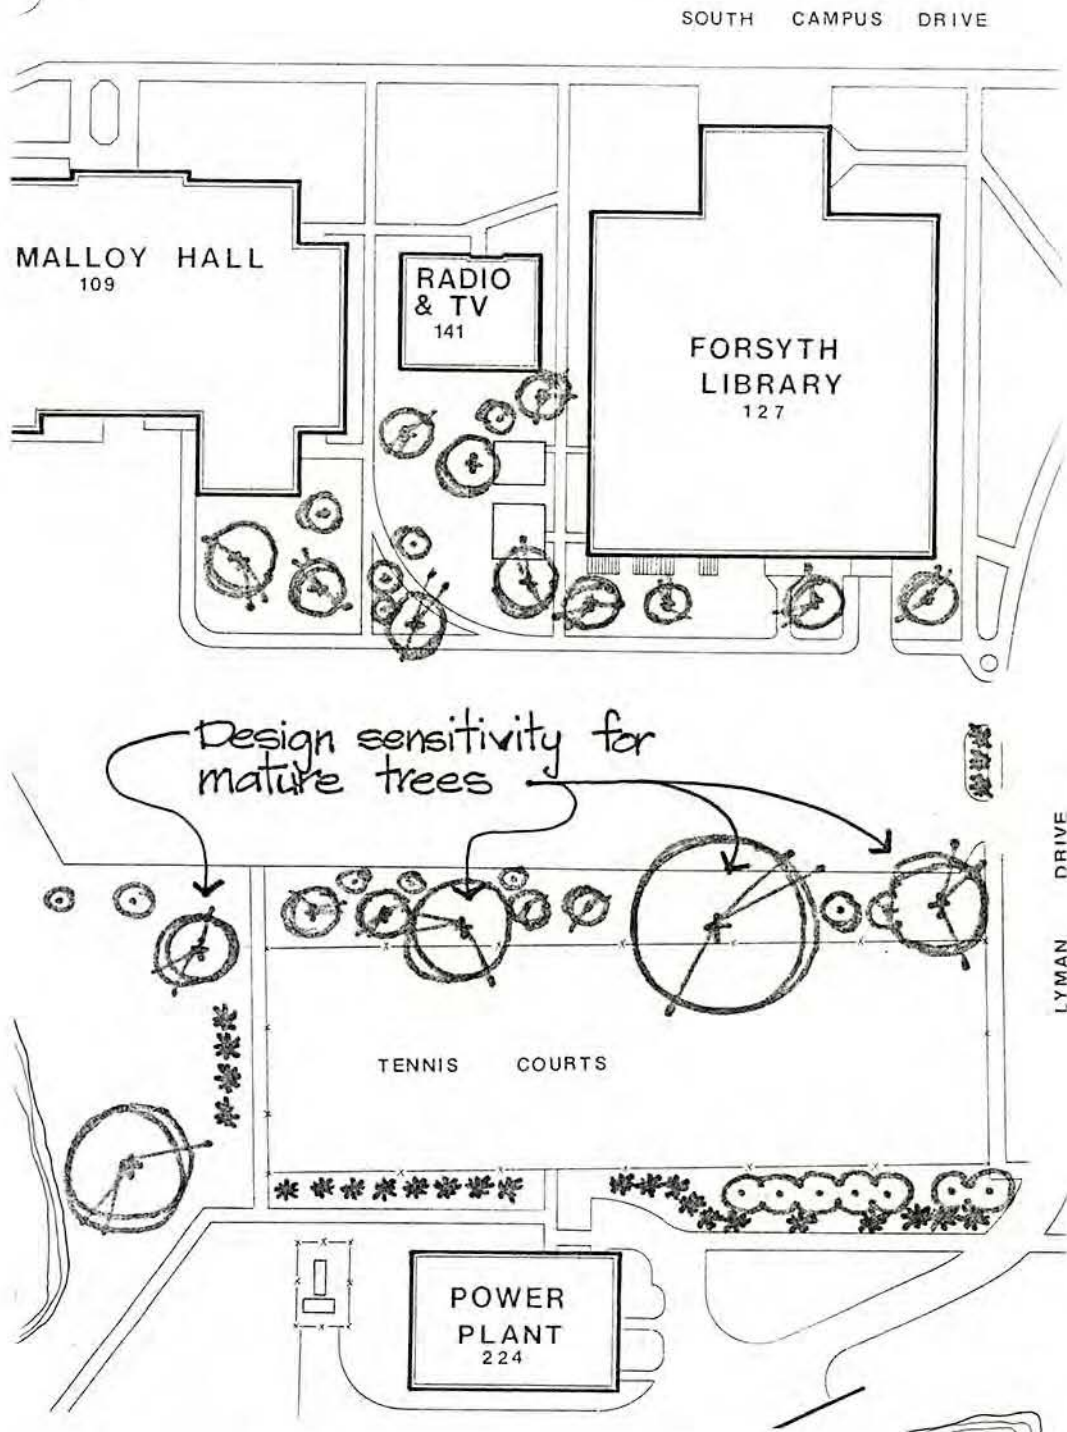 SOUTH CAMPUS DRIVE
MALLOY HALL
109
RADIO
& TV
141
FORSYTH
LIBRARY
127
Design sensitivity for
mature trees
LYMAN DRIVE
TENNIS COURTS
POWER
PLANT
224